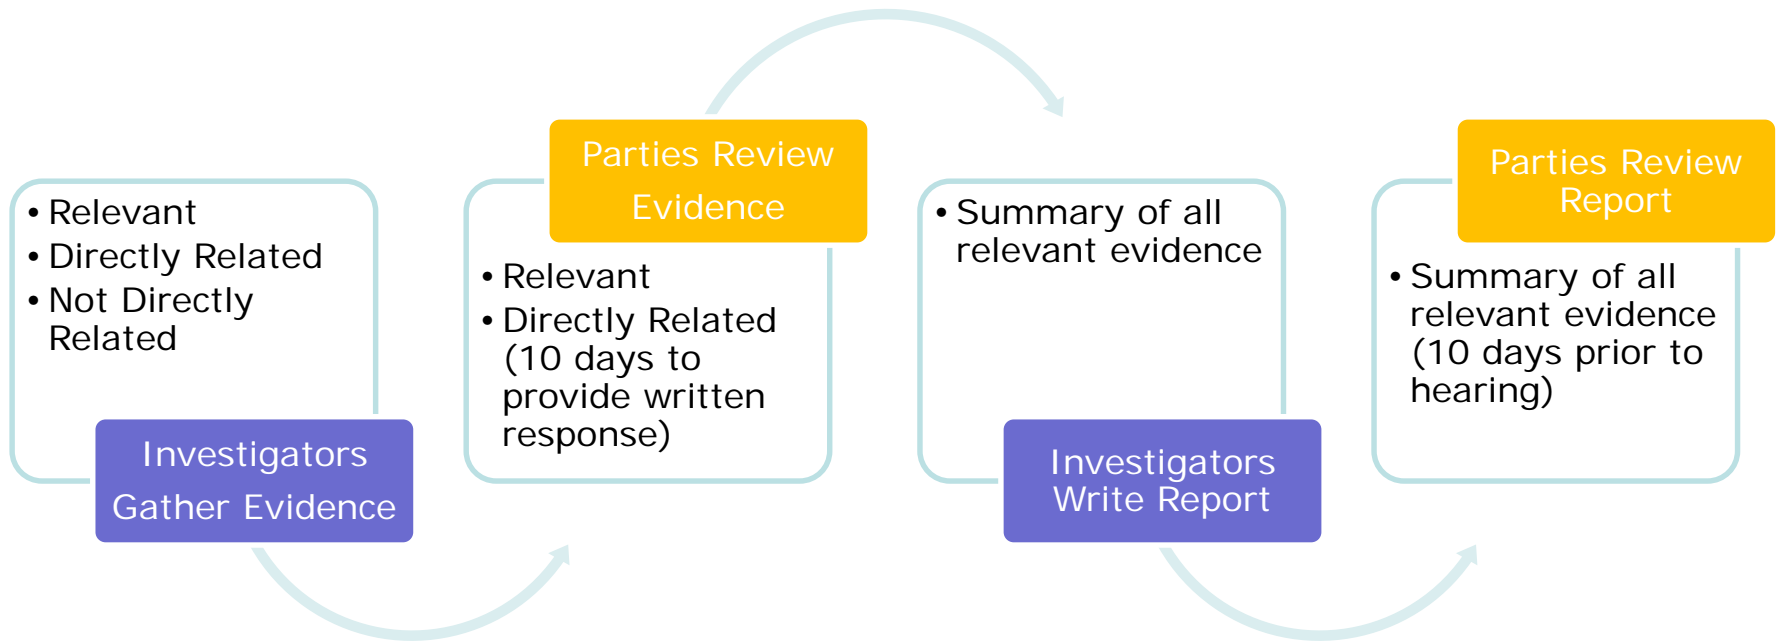 • Relevant
• Directly Related
• Not Directly
Related
Investigators
Gather Evidence
Parties Review
Evidence
• Relevant
• Directly Related
(10 days to
provide written
response)
• Summary of all
relevant evidence
Investigators
Write Report
Parties Review
Report
• Summary of all
relevant evidence
(10 days prior to
hearing)